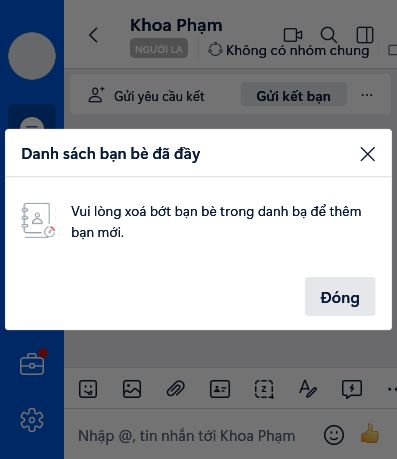 Khoa Phạm
NGƯỜI LẠ Không có nhóm chung
Gửi yêu cầu kết Gửi kết bạn
Danh sách bạn bè đã đầy
Vui lòng xoá bớt bạn bè trong danh bạ để thêm
bạn mới.
Đóng
Nhập @, tin nhắn tới Khoa Phạm